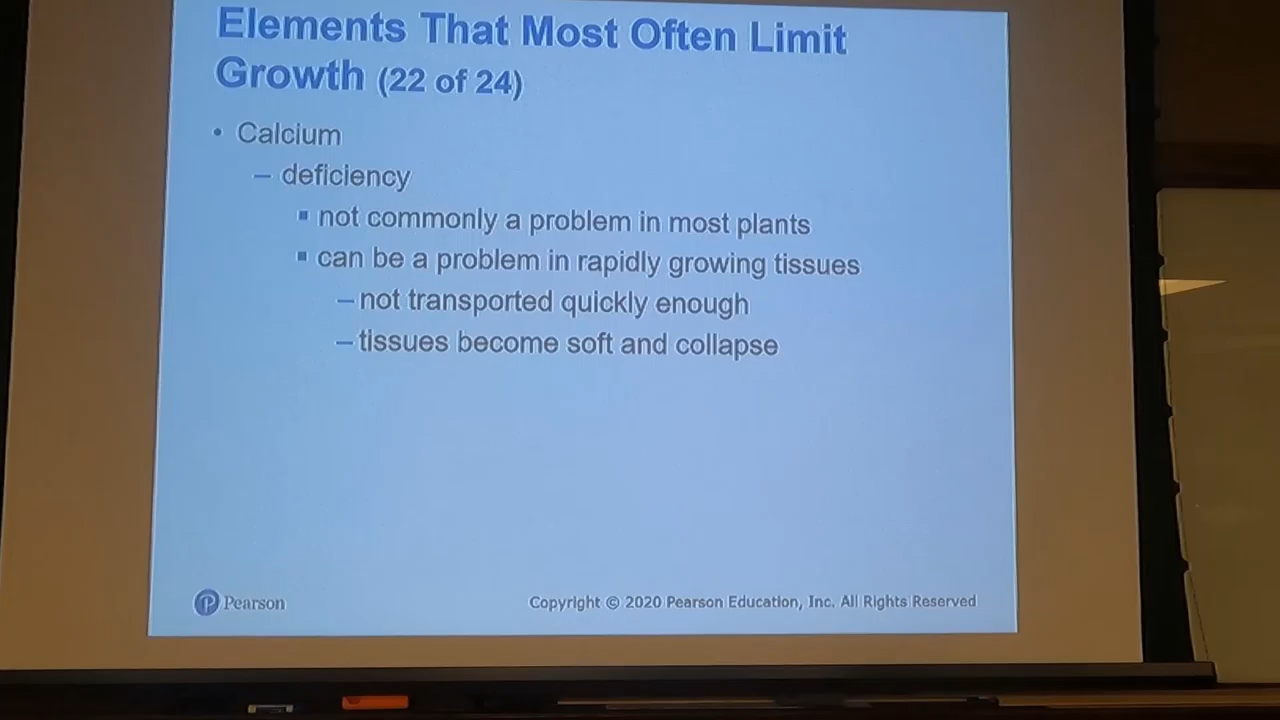 Elements That Most Often Limit
Growth (22 of 24)
• Calcium
– deficiency
▪ not commonly a problem in most plants
▪ can be a problem in rapidly growing tissues
– not transported quickly enough
– tissues become soft and collapse
Pearson
Copyright © 2020 Pearson Education, Inc. All Rights Reserved